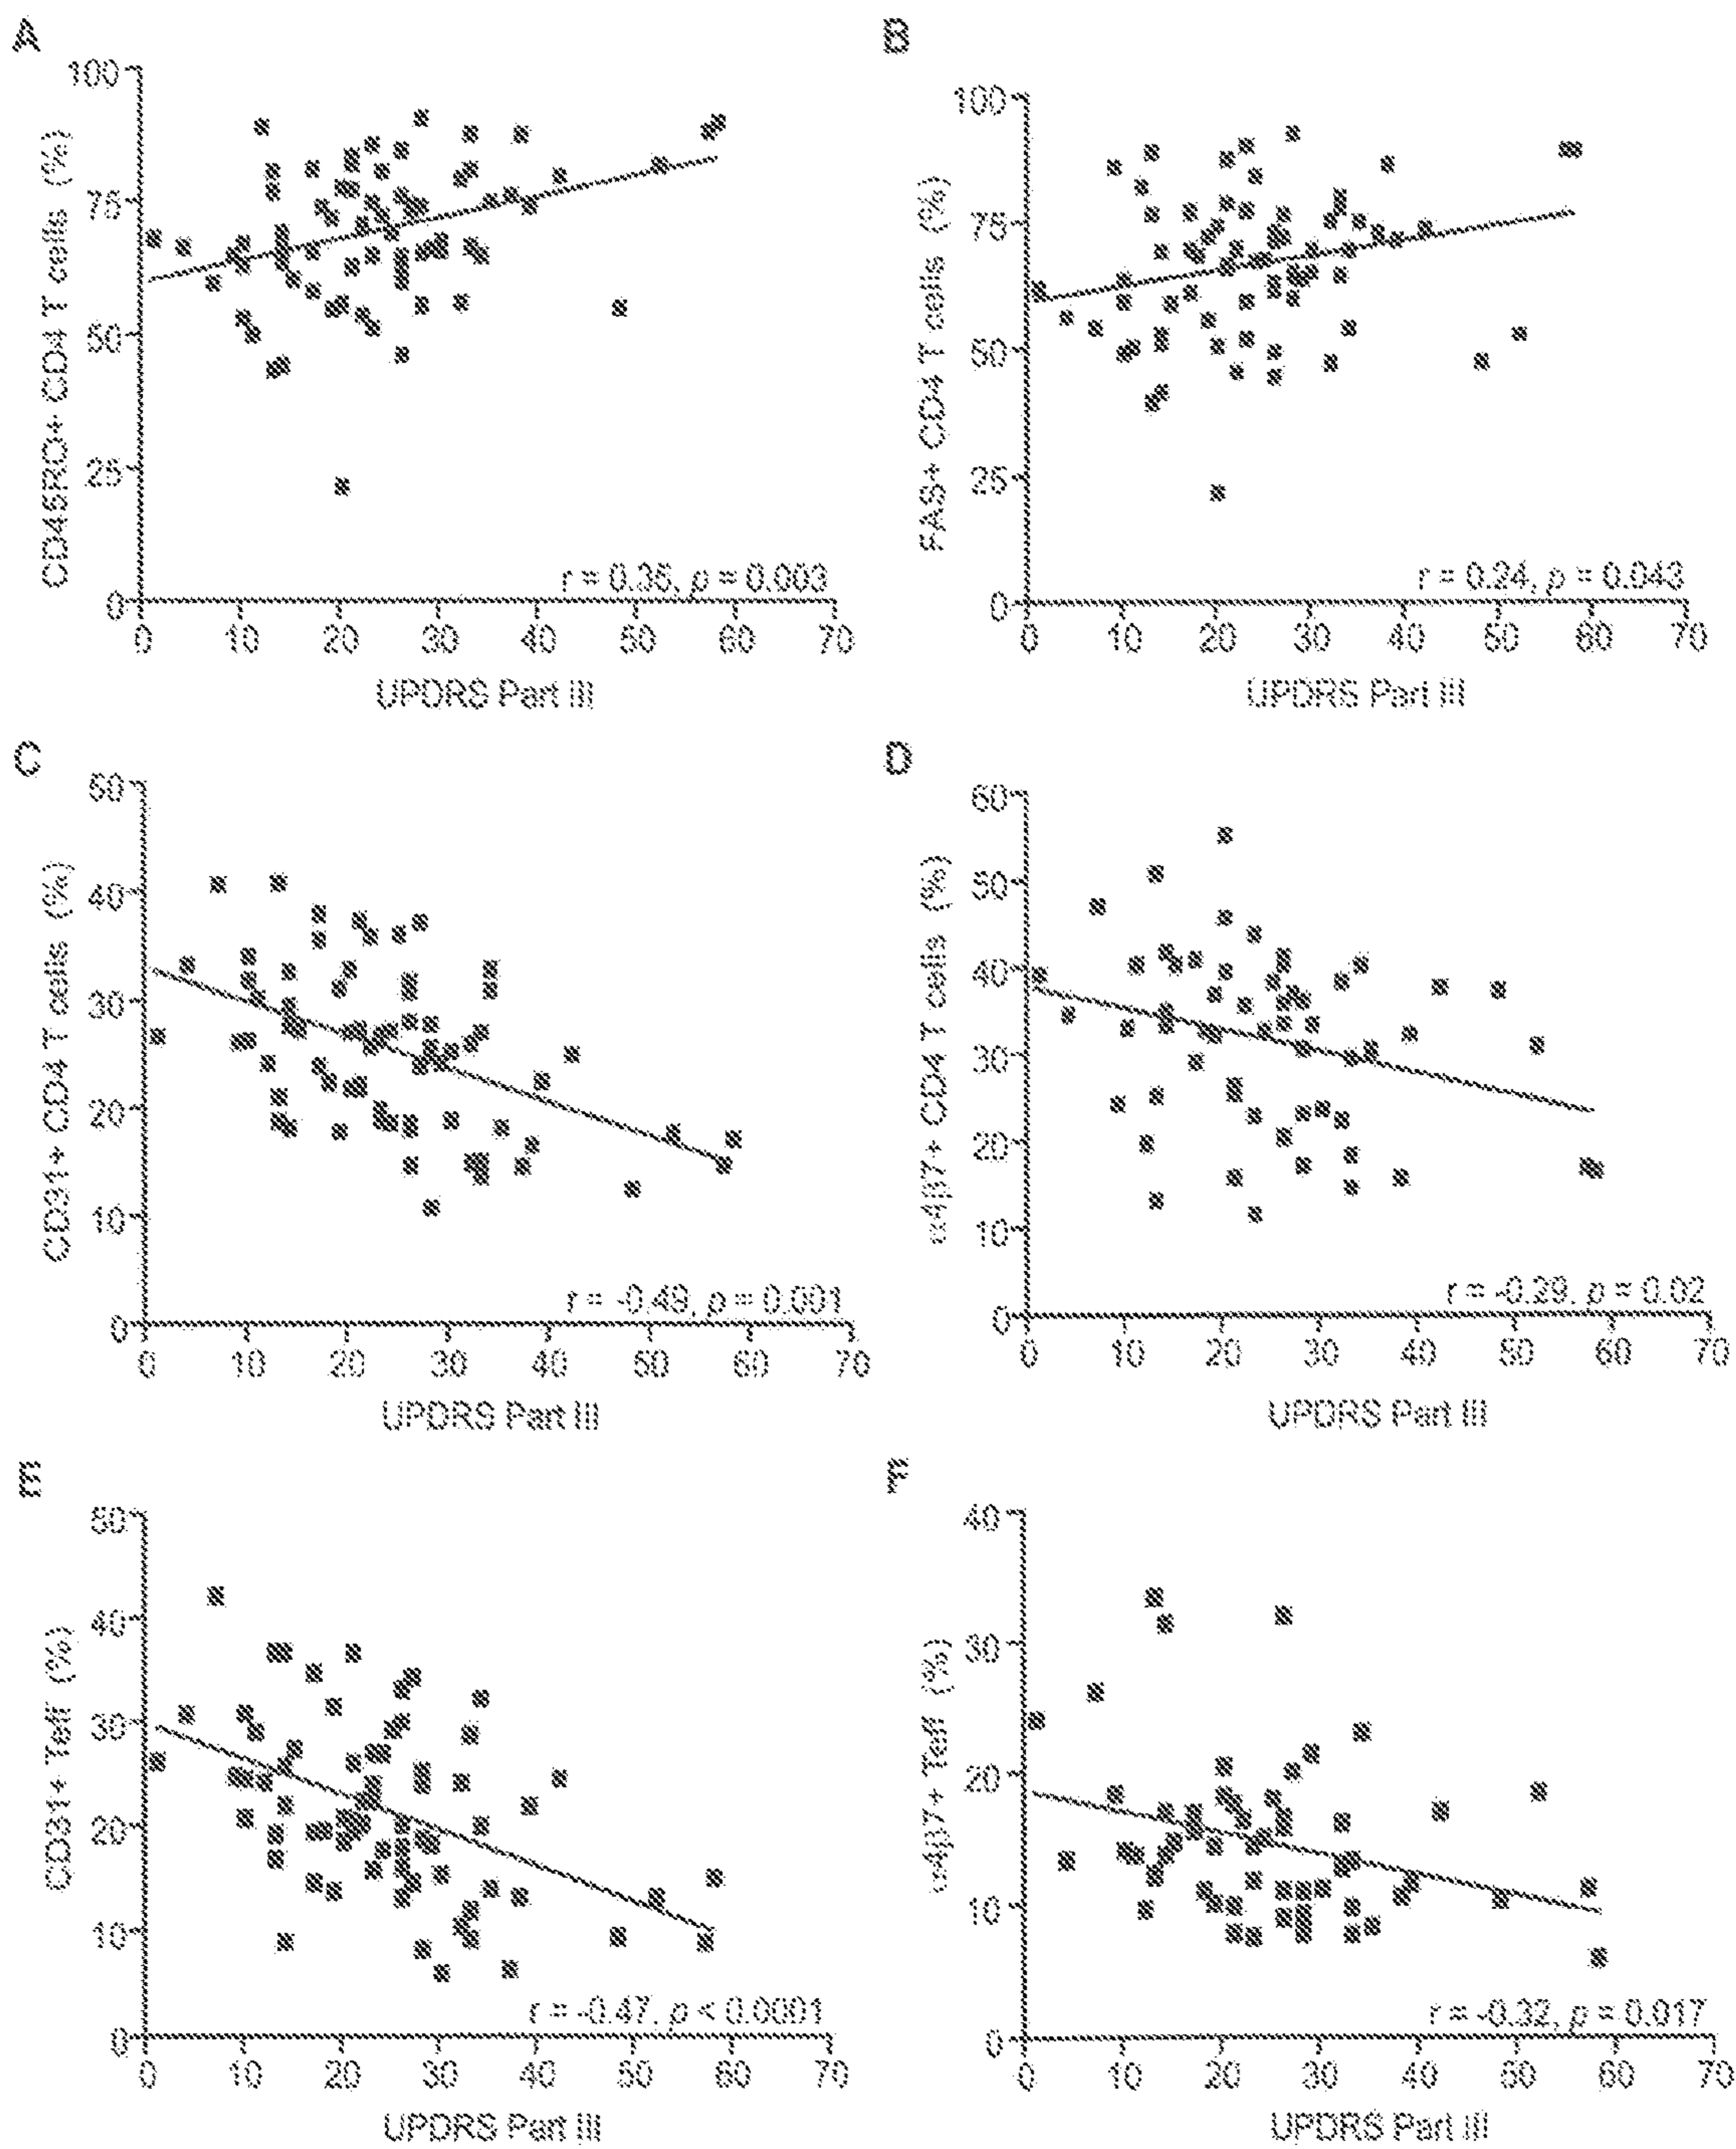 A
100
75
50
25
0
CD45RO+ CD4 T cells (%)
r = 0.35, p = 0.003
0 10 20 30 40 50 60 70
UPDRS Part III
B
100
75
50
25
0
FAS+ CD4 T cells (%)
r = 0.24, p = 0.043
0 10 20 30 40 50 60 70
UPDRS Part III
C
50
40
30
20
10
0
CD31+ CD4 T cells (%)
r = -0.49, p = 0.001
0 10 20 30 40 50 60 70
UPDRS Part III
D
60
50
40
30
20
10
0
α4β7+ CD4 T cells (%)
r = -0.29, p = 0.02
0 10 20 30 40 50 60 70
UPDRS Part III
E
50
40
30
20
10
0
CD31+ Teff (%)
r = -0.47, p < 0.0001
0 10 20 30 40 50 60 70
UPDRS Part III
F
40
30
20
10
0
α4β7+ Teff (%)
r = -0.32, p = 0.017
0 10 20 30 40 50 60 70
UPDRS Part III